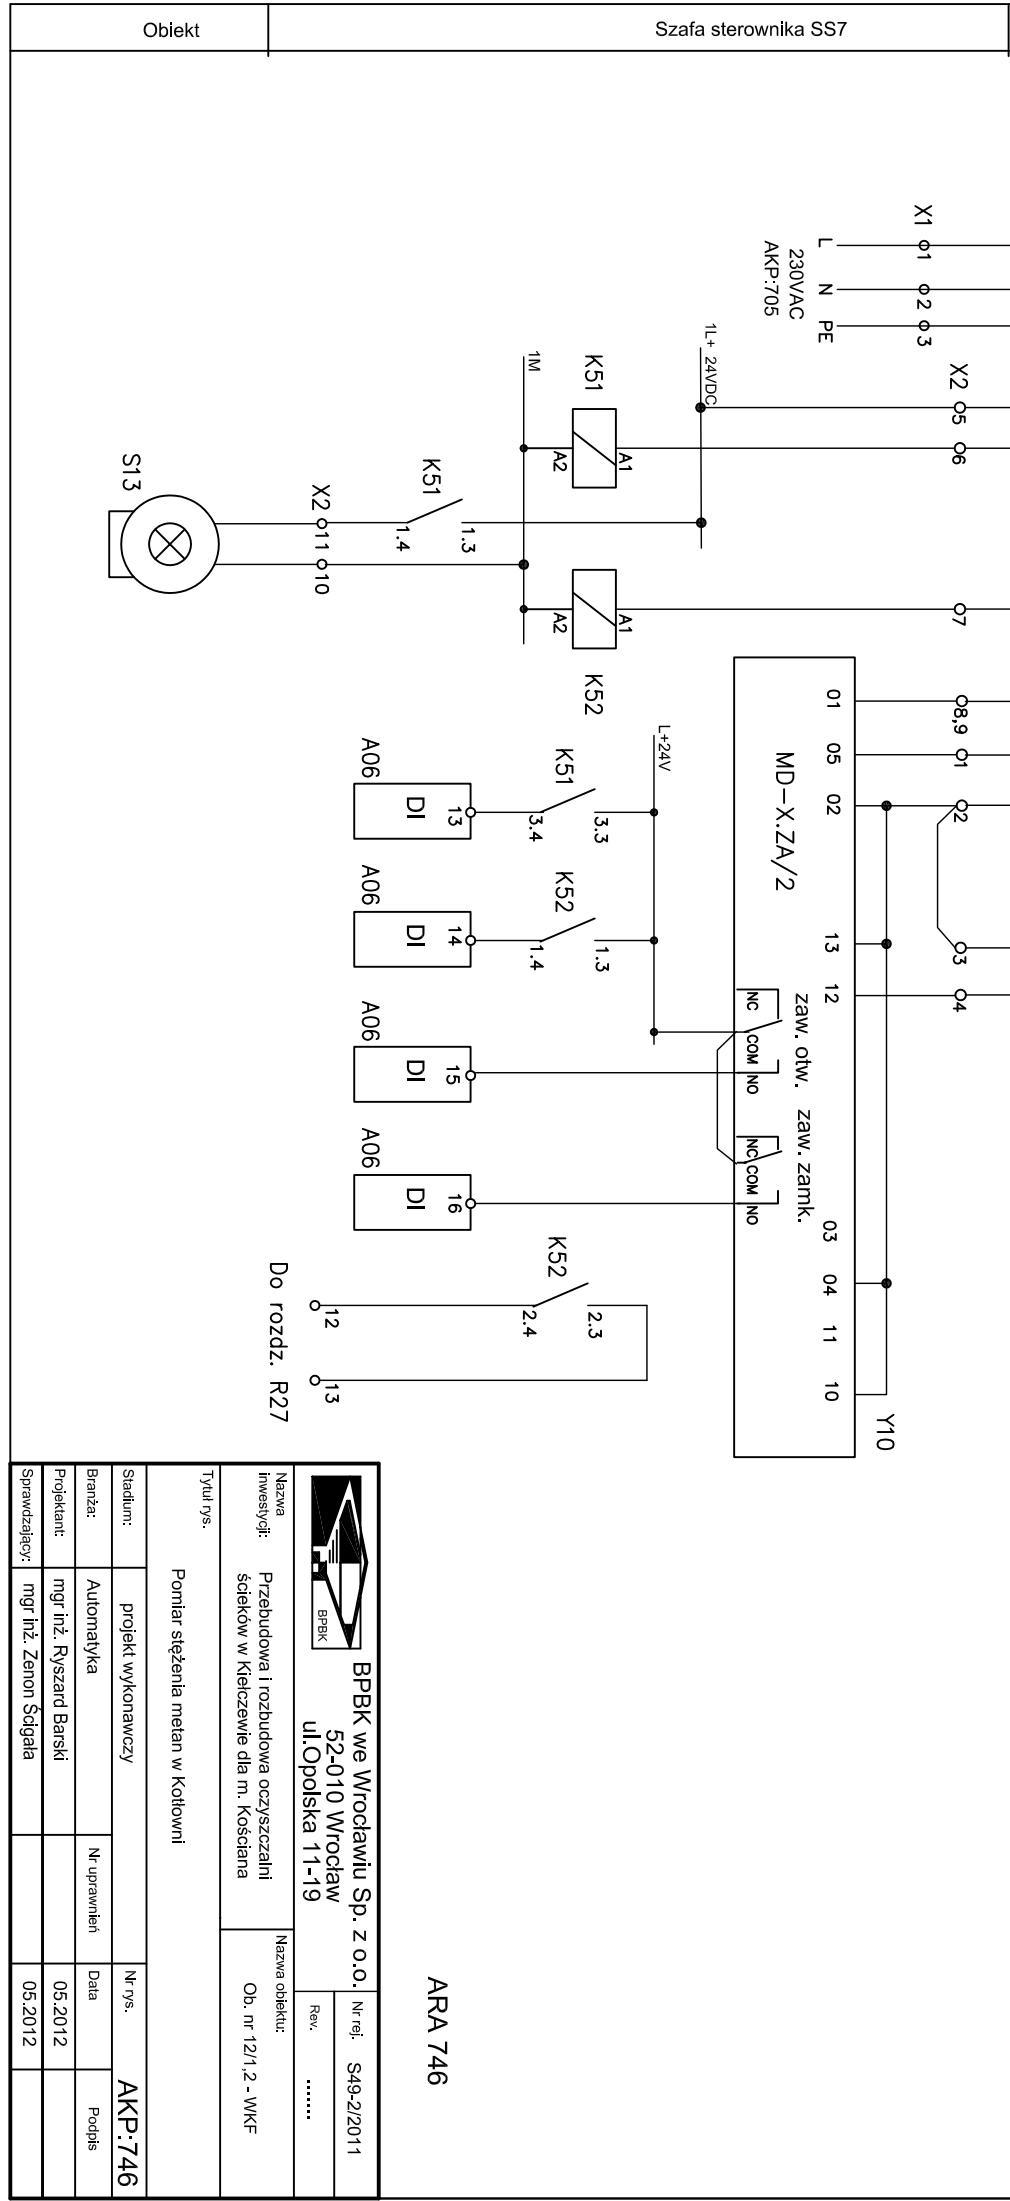 Obiekt
Szafa sterownika SS7
X1
L
1
N
2
PE
3
230VAC
AKP:705
X2
5
6
7
8,9
1
2
3
4
1L+ 24VDC
1M
K51
A1
A2
K51
1.3
1.4
X2
11
10
S13
A1
A2
K52
01
05
02
13
12
03
04
11
10
MD-X.ZA/2
Y10
zaw. otw.
zaw. zamk.
NC
COM
NO
NC
COM
NO
L+24V
K51
3.3
3.4
A06
DI
13
K52
1.3
1.4
A06
DI
14
A06
DI
15
A06
DI
16
K52
2.3
2.4
12
13
Do rozdz. R27
ARA 746
BPBK
BPBK we Wrocławiu Sp. z o.o.
52-010 Wrocław
ul.Opolska 11-19
Nr rej.
S49-2/2011
Rev.
.......
Nazwa
inwestycji:
Przebudowa i rozbudowa oczyszczalni
ścieków w Kiełczewie dla m. Kościana
Nazwa obiektu:
Ob. nr 12/1,2 - WKF
Tytuł rys.
Pomiar stężenia metan w Kotłowni
Stadium:
projekt wykonawczy
Nr rys.
AKP:746
Branża:
Automatyka
Nr uprawnień
Data
Podpis
Projektant:
mgr inż. Ryszard Barski
05.2012
Sprawdzający:
mgr inż. Zenon Ścigała
05.2012